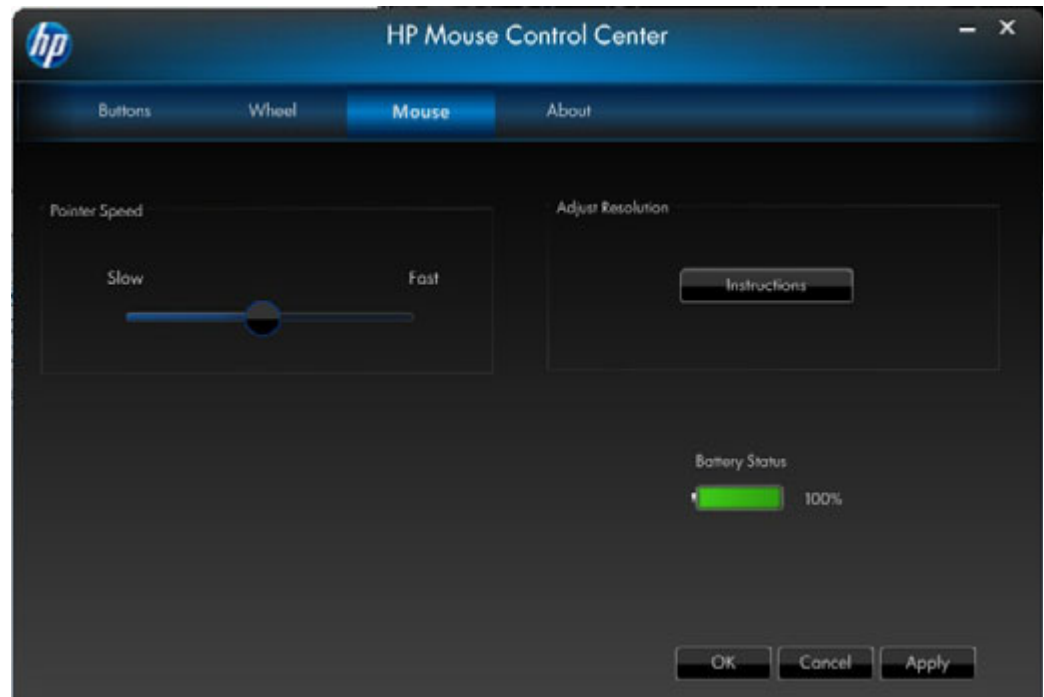 hp
HP Mouse Control Center
Buttons Wheel Mouse About
Pointer Speed
Adjust Resolution
Slow Fast
Instructions
Battery Status
100%
OK Cancel Apply